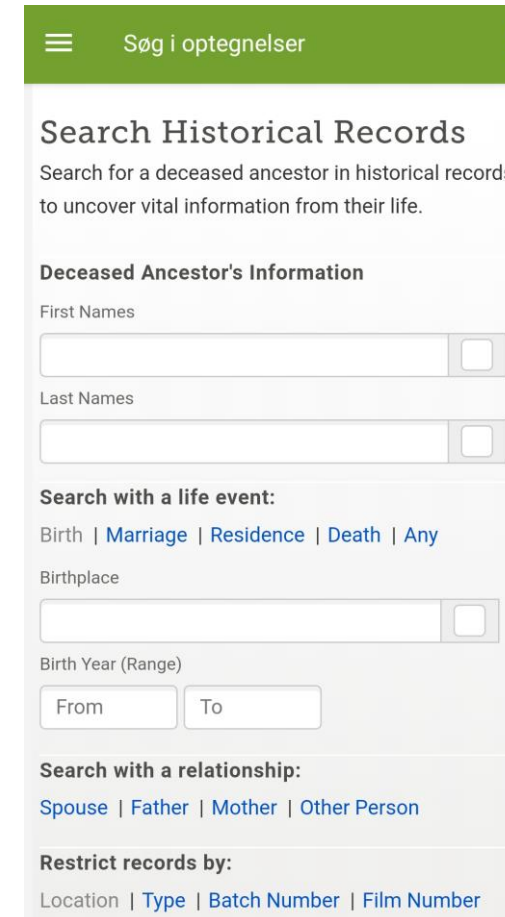 Søg i optegnelser
Search Historical Records
Search for a deceased ancestor in historical records
to uncover vital information from their life.
Deceased Ancestor's Information
First Names
Last Names
Search with a life event:
Birth | Marriage | Residence | Death | Any
Birthplace
Birth Year (Range)
From To
Search with a relationship:
Spouse | Father | Mother | Other Person
Restrict records by:
Location | Type | Batch Number | Film Number